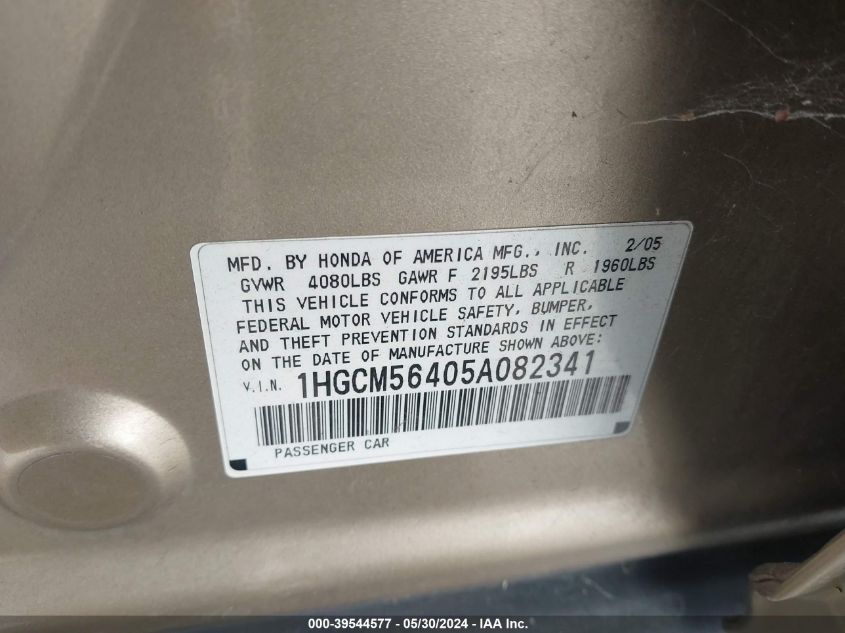 MFD. BY HONDA OF AMERICA MFG., INC. 2/05
GVWR 4080LBS GAWR F 2195LBS R 1960LBS
THIS VEHICLE CONFORMS TO ALL APPLICABLE
FEDERAL MOTOR VEHICLE SAFETY, BUMPER,
AND THEFT PREVENTION STANDARDS IN EFFECT
ON THE DATE OF MANUFACTURE SHOWN ABOVE:
V.I.N. 1HGCM56405A082341
PASSENGER CAR
000-39544577 - 05/30/2024 - IAA Inc.